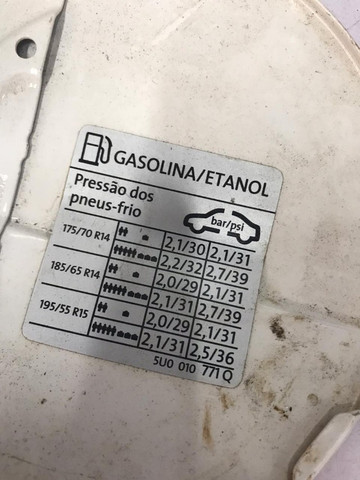 GASOLINA/ETANOL
Pressão dos
pneus-frio
bar/psi
175/70 R14 2,1/30 2,1/31
2,2/32 2,7/39
185/65 R14 2,0/29 2,1/31
2,1/31 2,7/39
195/55 R15 2,0/29 2,1/31
2,1/31 2,5/36
5U0 010 771 Q